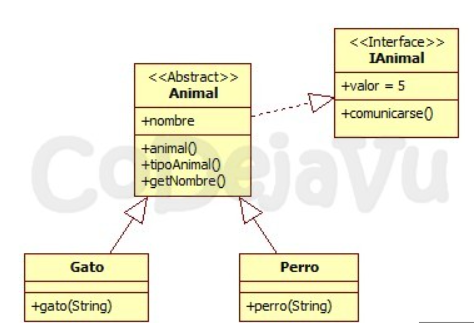 <<Interface>>
IAnimal
+valor = 5
+comunicarse()
<<Abstract>>
Animal
+nombre
+animal()
+tipoAnimal()
+getNombre()
CoDejaVu
Gato
+gato(String)
Perro
+perro(String)